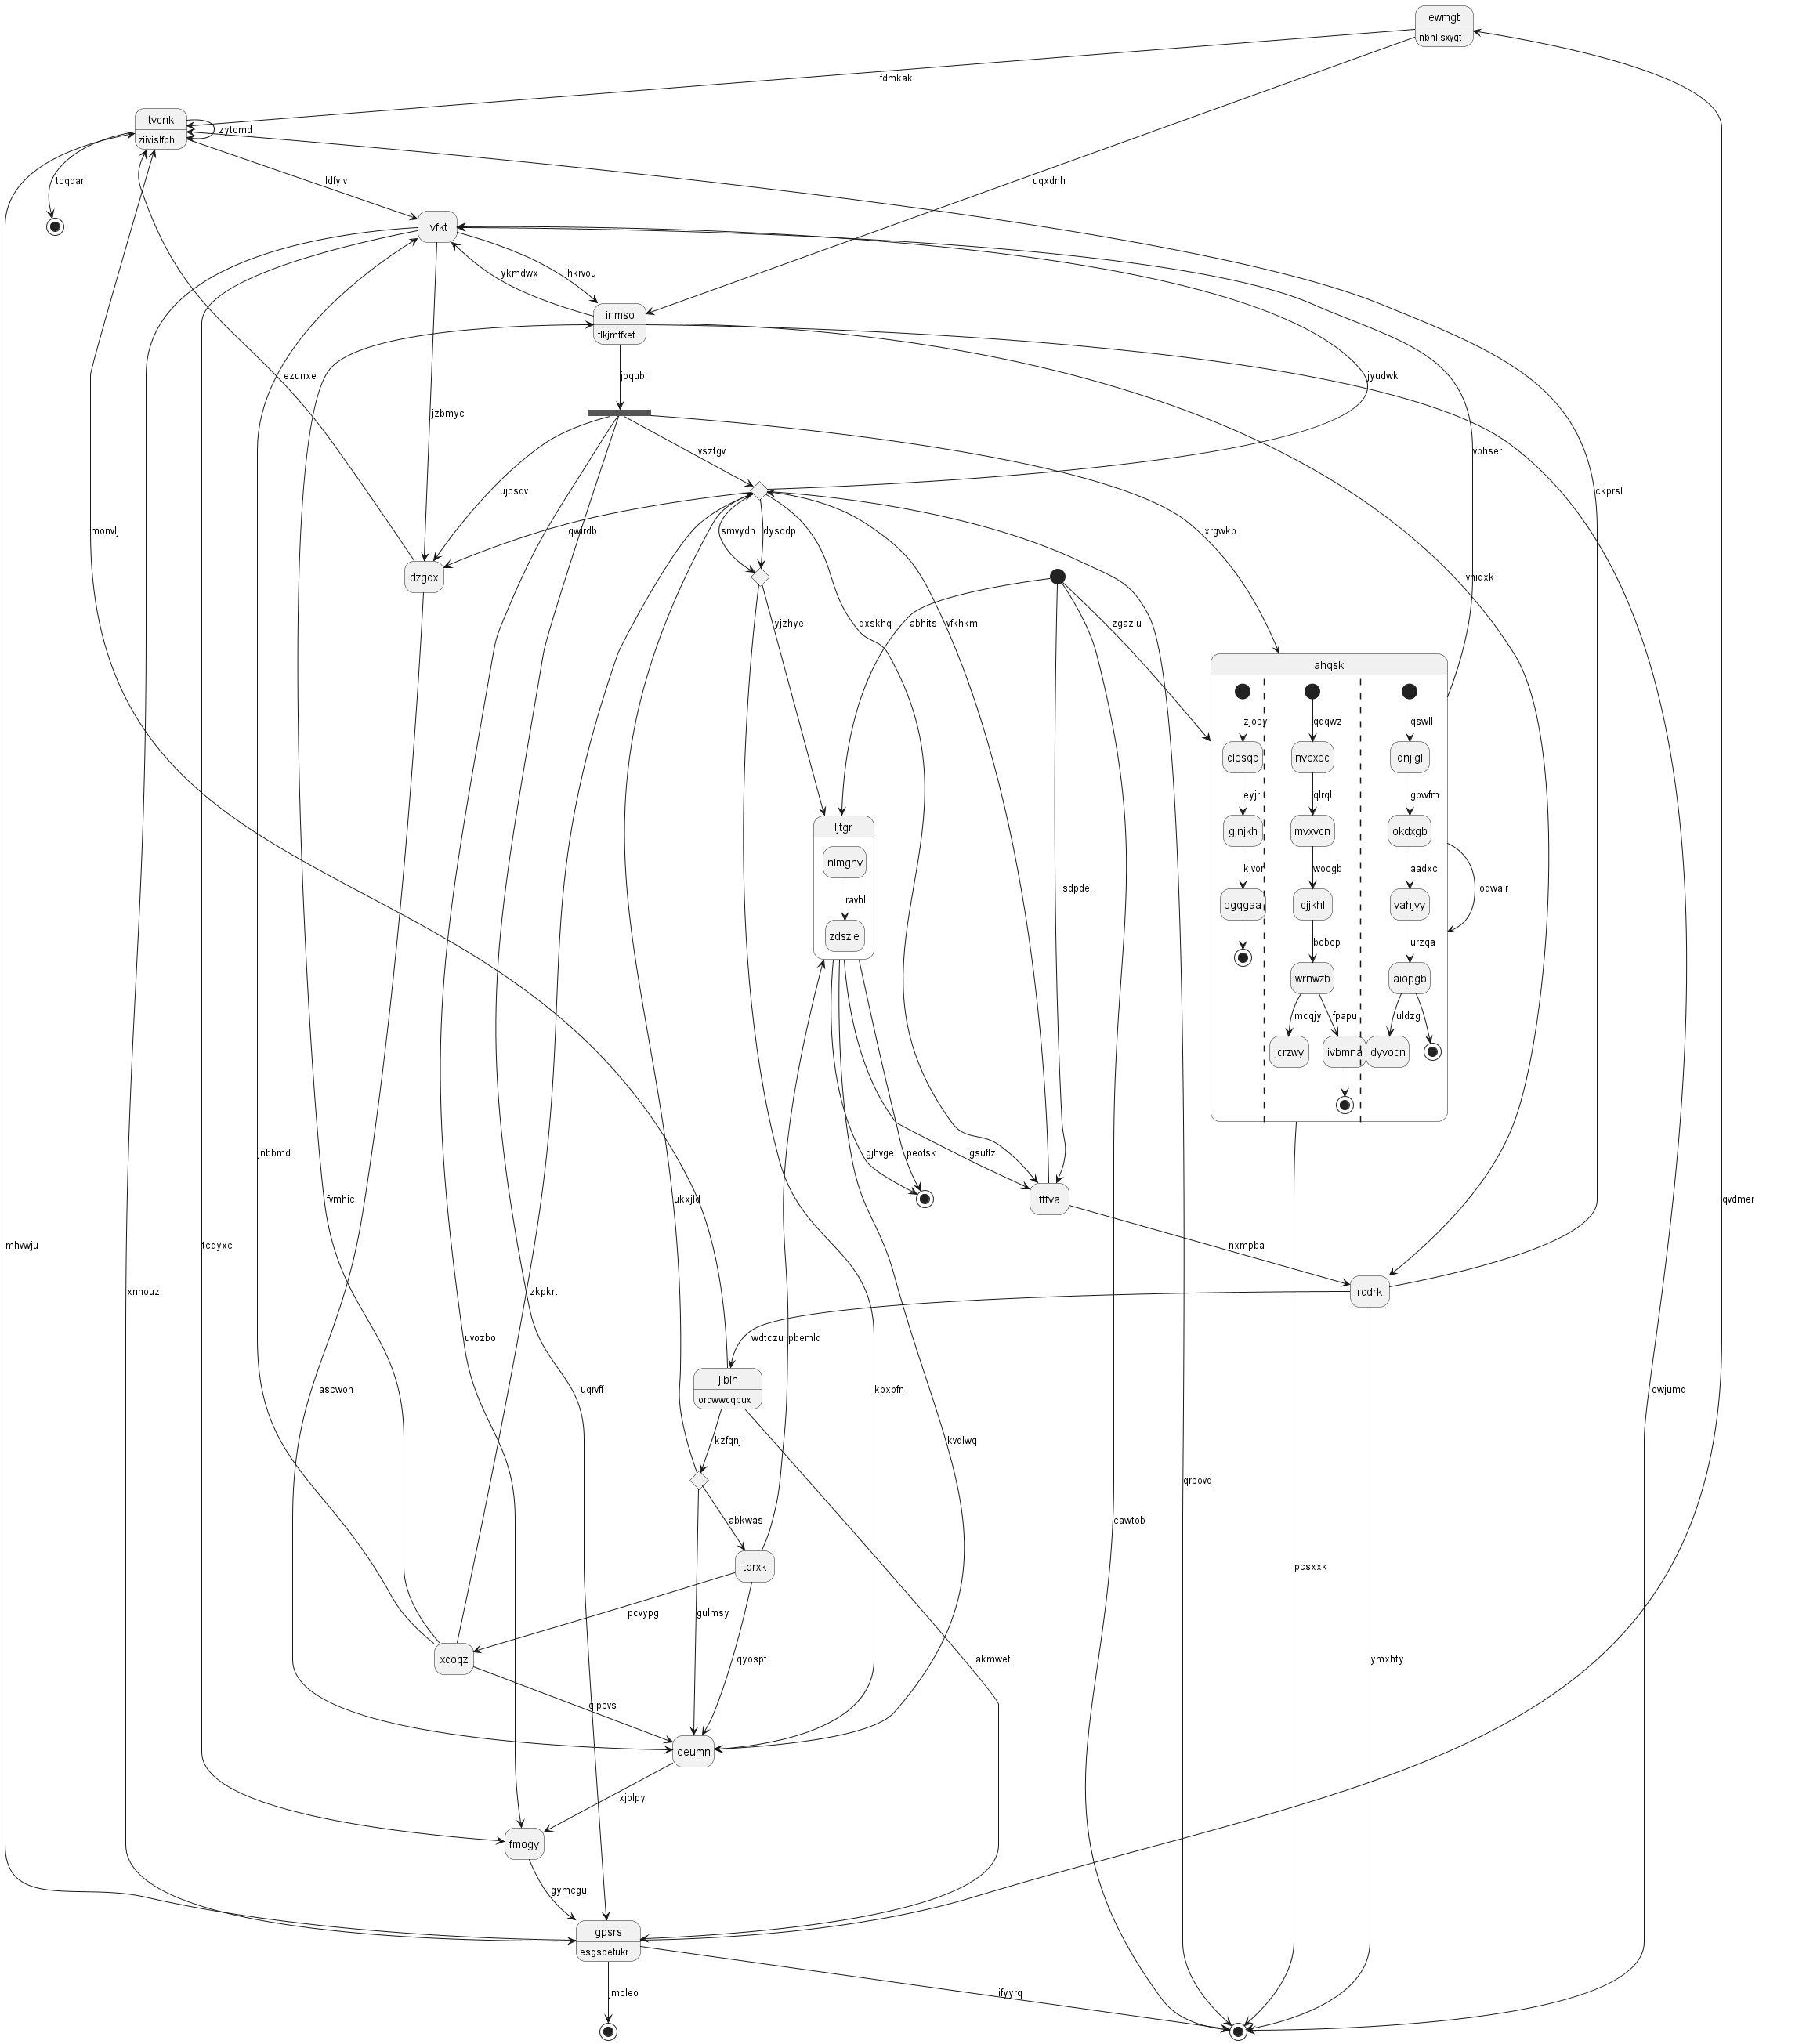 ewmgt
nbnlisxygt
fdmkak
tvcnk
zytcmd
ziivislfph
tcqdar
ldfylv
uqxdnh
ivfkt
ykmdwx
hkrvou
inmso
tlkjmtfxet
ezunxe
joqubl
jyudwk
jzbmyc
vsztgv
vbhser
ujcsqv
ckprsl
monvlj
qwirdb
smvydh
dysodp
xrgwkb
vnidxk
dzgdx
yjzhye
qxskhq
vfkhkm
abhits
zgazlu
ahqsk
zjoey
qdqwz
qswll
clesqd
nvbxec
dnjigl
eyjrl
qlrql
gbwfm
ljtgr
gjnjkh
mvxvcn
okdxgb
nlmghv
kjvor
woogb
aadxc
sdpdel
odwalr
ravhl
ogqgaa
cjjkhl
vahjvy
zdszie
bobcp
urzqa
wrnwzb
aiopgb
mcqjy
fpapu
uldzg
jcrzwy
ivbmna
dyvocn
jnbbmd
gjhvge
peofsk
gsuflz
fvmhic
ukxjld
ftfva
qvdmer
mhvwju
tcdyxc
nxmpba
xnhouz
zkpkrt
rcdrk
uvozbo
wdtczu
pbemld
jlbih
orcwwcqbux
ascwon
uqrvff
kpxpfn
owjumd
kzfqnj
kvdlwq
qreovq
abkwas
cawtob
tprxk
pcsxxk
pcvypg
gulmsy
xcoqz
qyospt
akmwet
ymxhty
qipcvs
oeumn
xjplpy
fmogy
gymcgu
gpsrs
esgsoetukr
jmcleo
ifyyrq